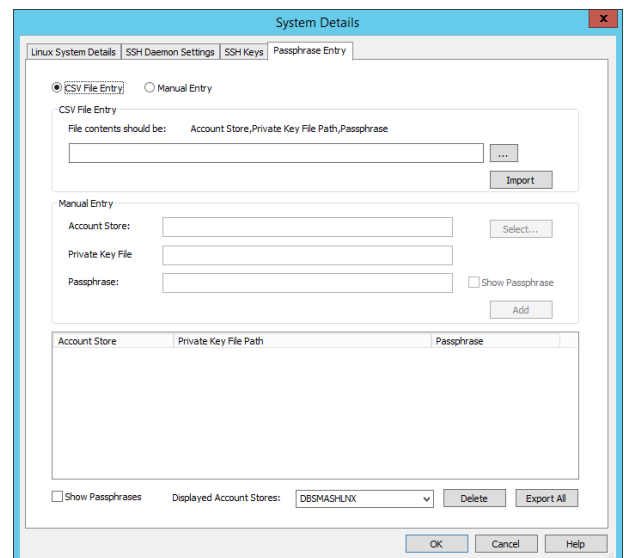 System Details
x
Linux System Details SSH Daemon Settings SSH Keys Passphrase Entry
CSV File Entry Manual Entry
CSV File Entry
File contents should be: Account Store,Private Key File Path,Passphrase
...
Import
Manual Entry
Account Store: Select...
Private Key File
Passphrase: Show Passphrase
Add
Account Store Private Key File Path Passphrase
Show Passphrases Displayed Account Stores: DBSMASHLNX Delete Export All
OK Cancel Help